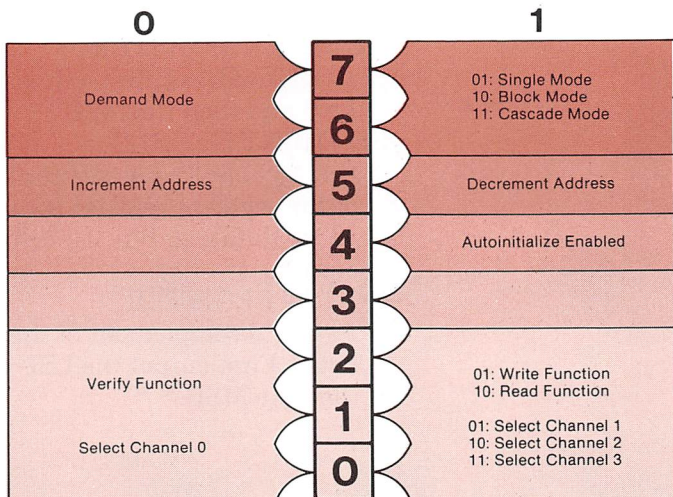 0
1
7
6
5
4
3
2
1
0
Demand Mode
01: Single Mode
10: Block Mode
11: Cascade Mode
Increment Address
Decrement Address
Autoinitialize Enabled
Verify Function
01: Write Function
10: Read Function
Select Channel 0
01: Select Channel 1
10: Select Channel 2
11: Select Channel 3